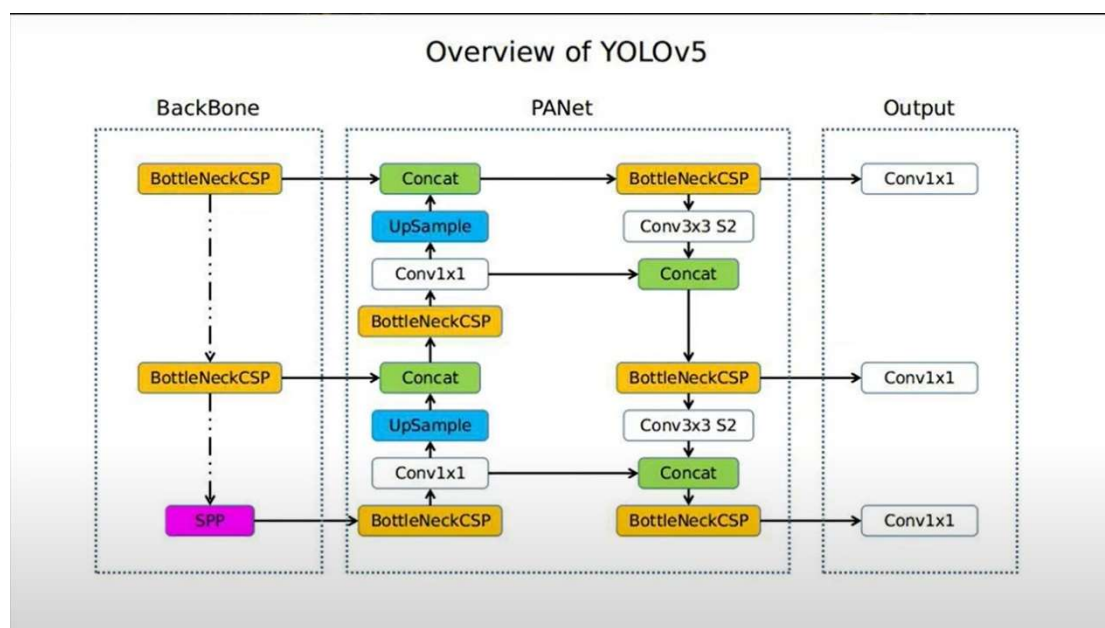 Overview of YOLOv5
BackBone
PANet
Output
BottleNeckCSP
Concat
BottleNeckCSP
Conv1x1
UpSample
Conv3x3 S2
Conv1x1
Concat
BottleNeckCSP
BottleNeckCSP
Concat
BottleNeckCSP
Conv1x1
UpSample
Conv3x3 S2
Conv1x1
Concat
SPP
BottleNeckCSP
BottleNeckCSP
Conv1x1